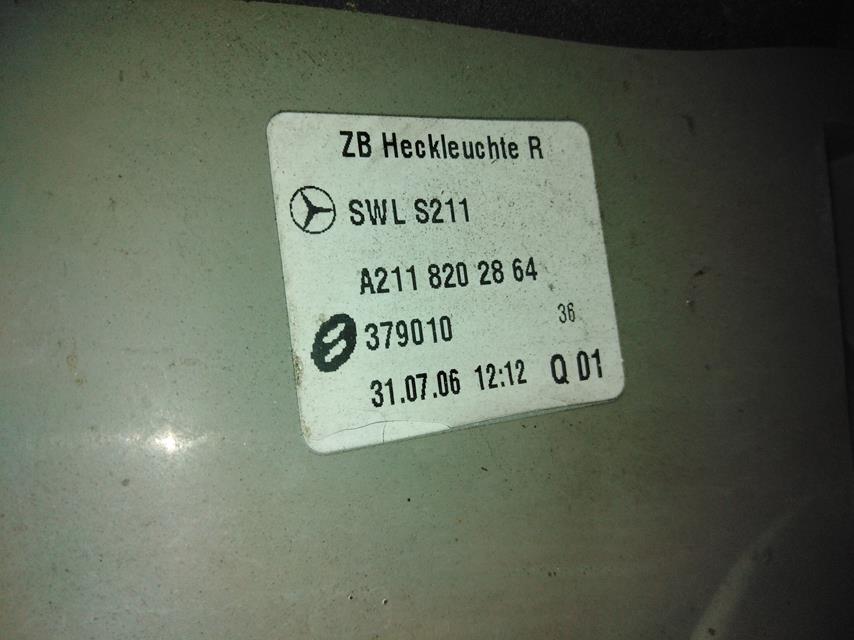 ZB Heckleuchte R
SWL S211
A211 820 28 64
379010 36
31.07.06 12:12 Q 01